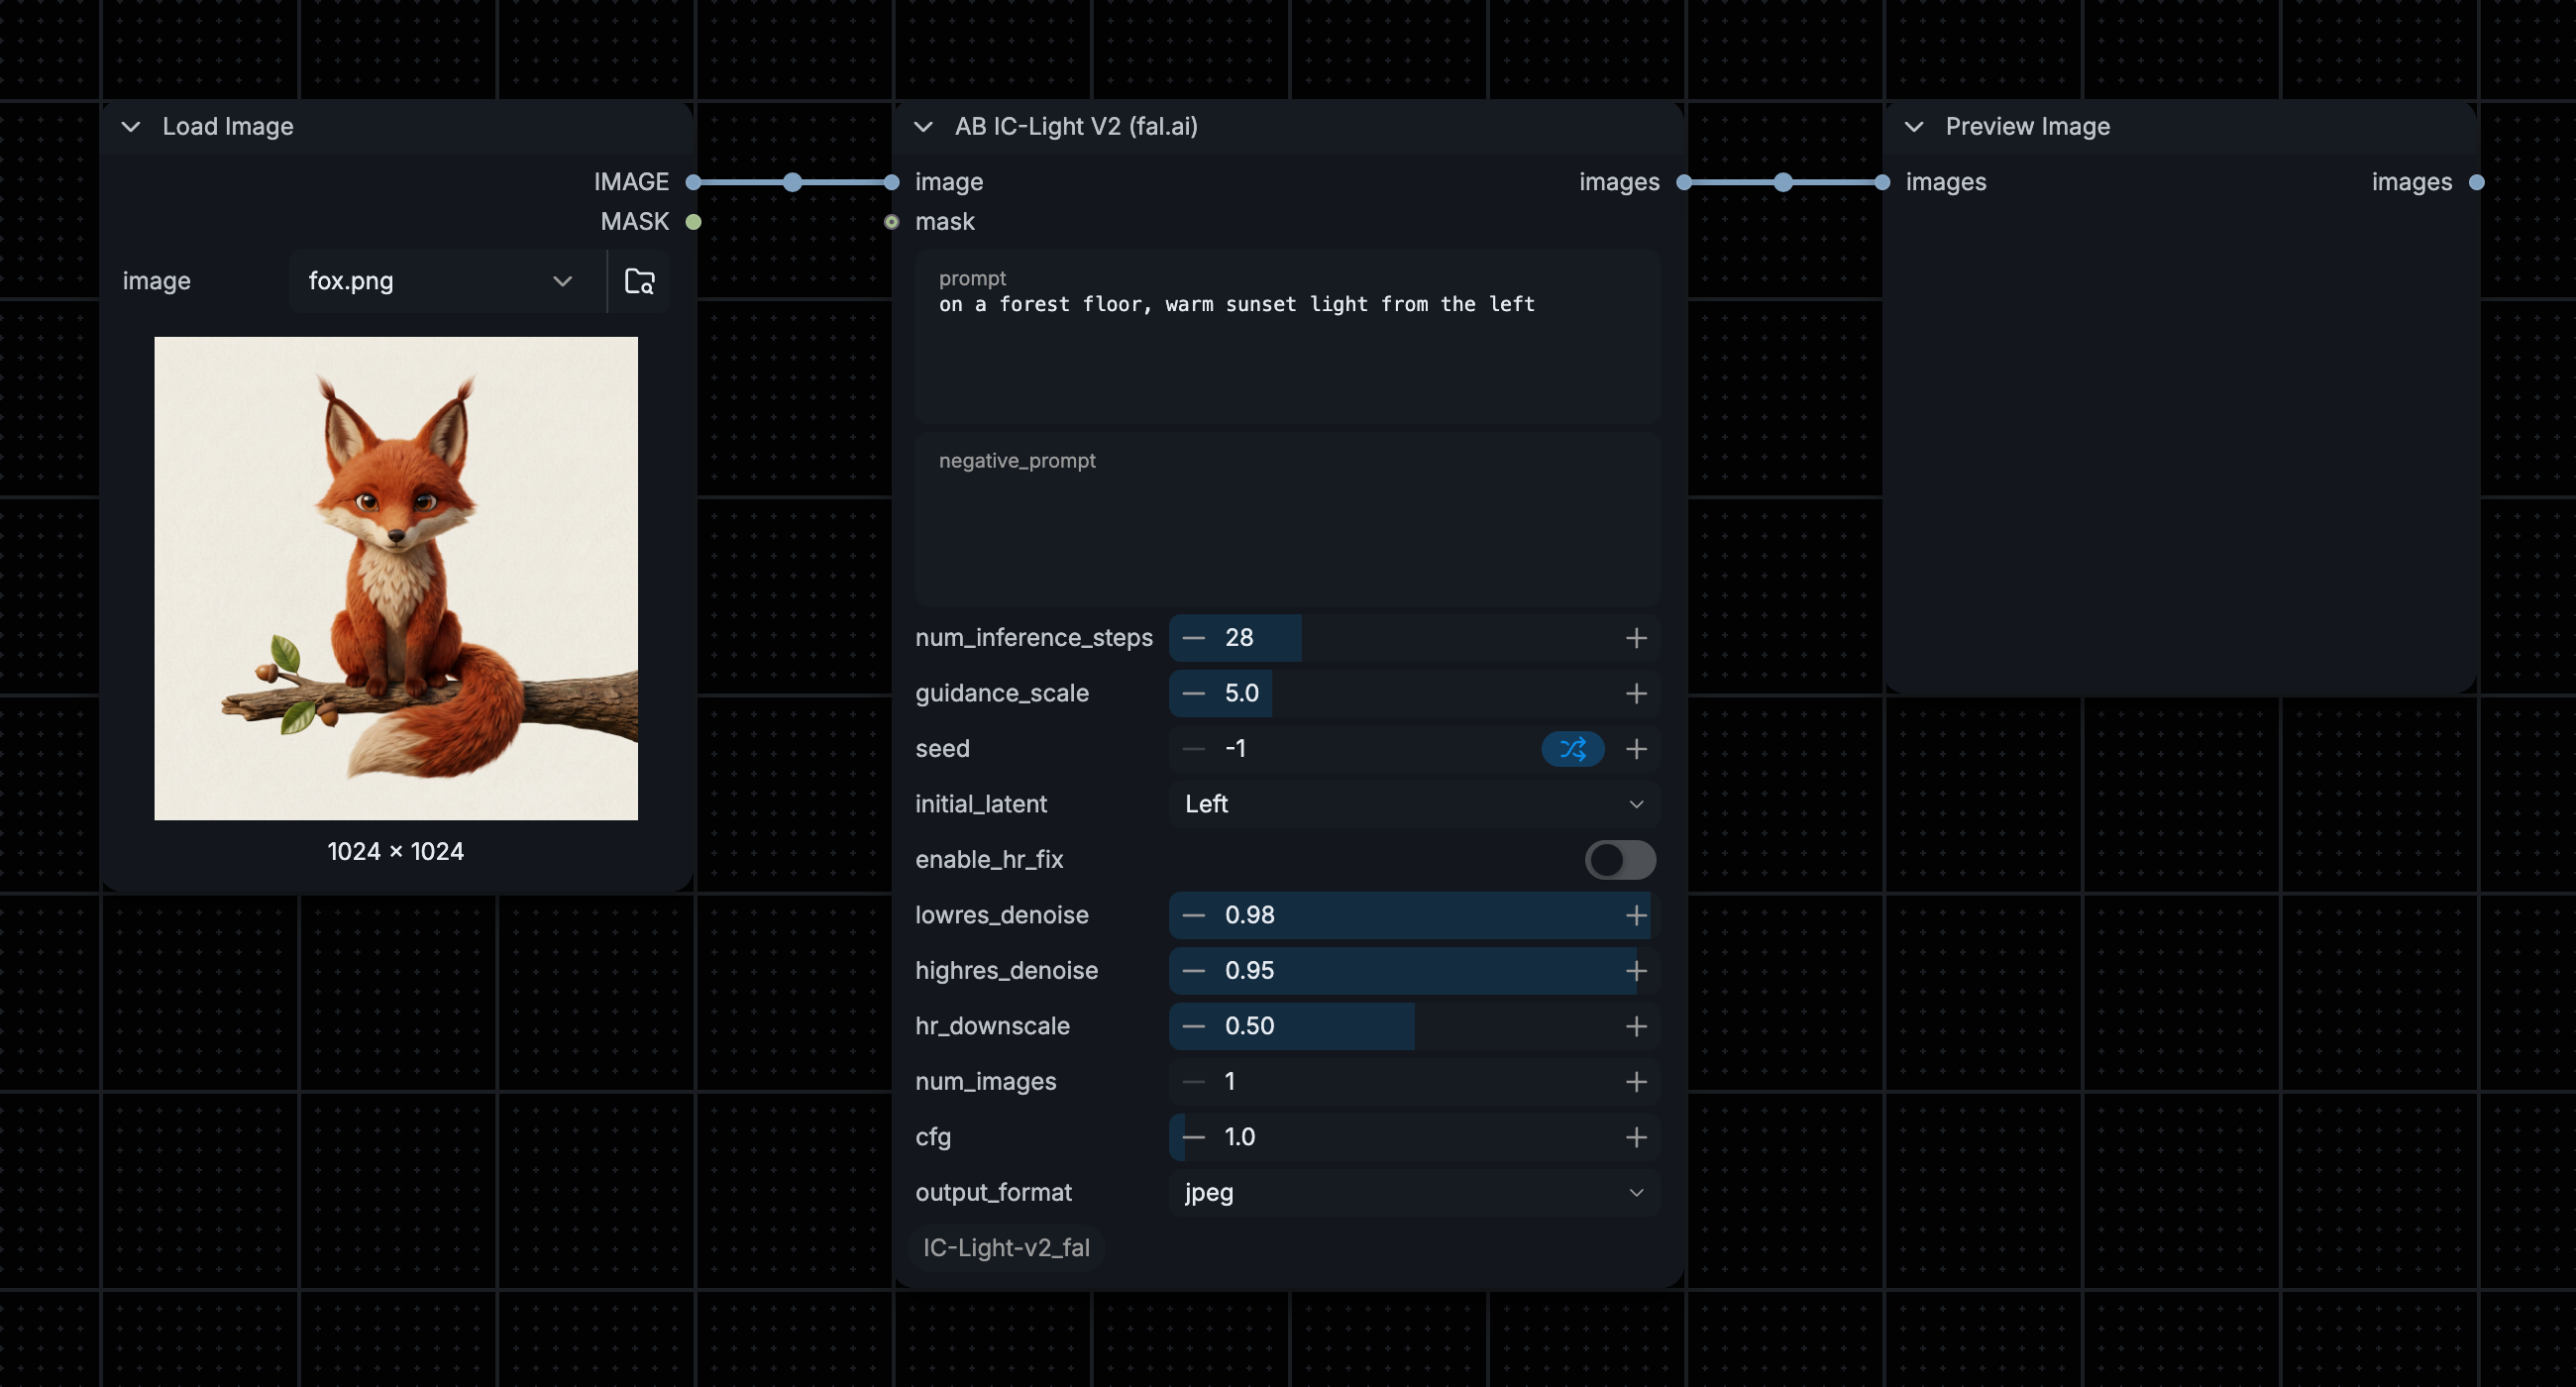 Load Image
IMAGE
MASK
image
fox.png
1024 × 1024
AB IC-Light V2 (fal.ai)
image
images
mask
prompt
on a forest floor, warm sunset light from the left
negative_prompt
num_inference_steps 28
guidance_scale 5.0
seed -1
initial_latent Left
enable_hr_fix
lowres_denoise 0.98
highres_denoise 0.95
hr_downscale 0.50
num_images 1
cfg 1.0
output_format jpeg
IC-Light-v2_fal
Preview Image
images
images